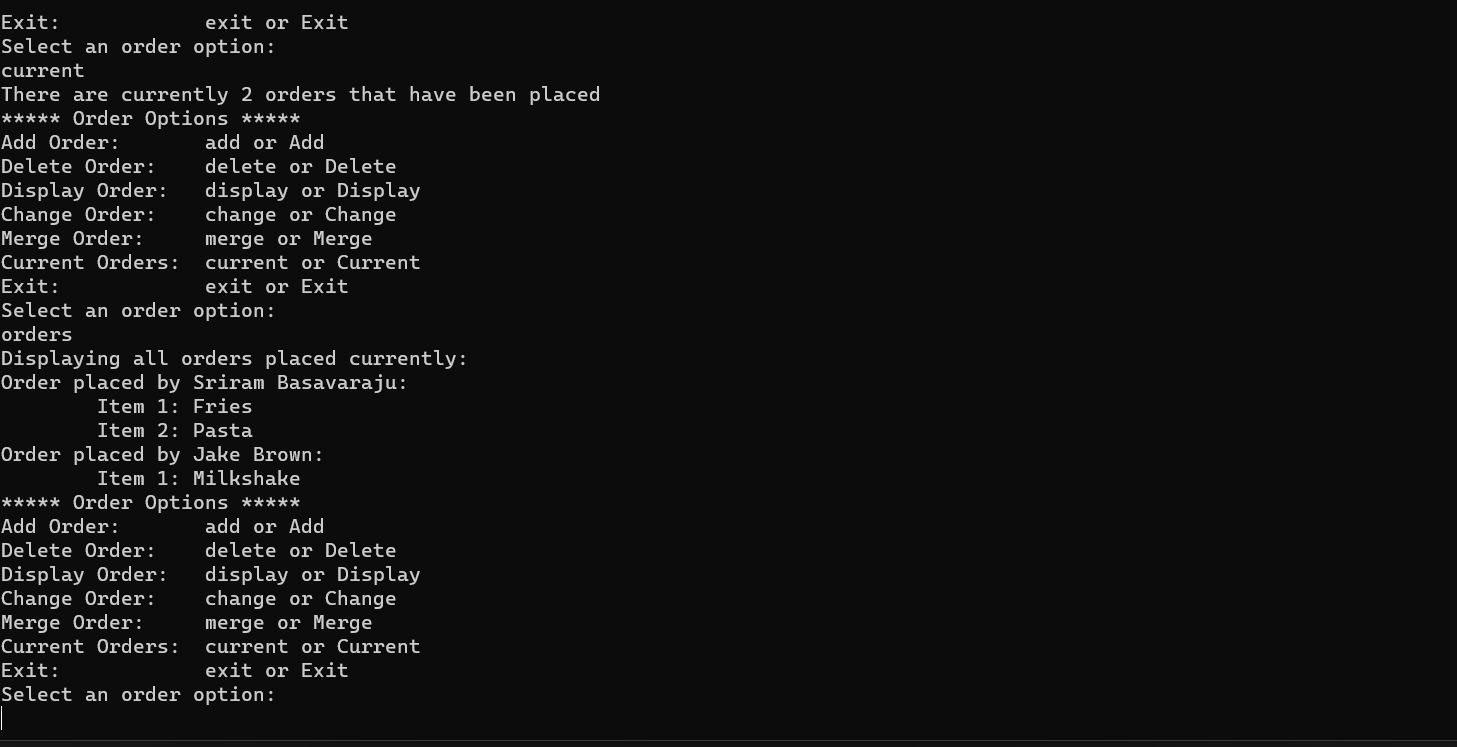 Exit:            exit or Exit
Select an order option:
current
There are currently 2 orders that have been placed
***** Order Options *****
Add Order:       add or Add
Delete Order:    delete or Delete
Display Order:   display or Display
Change Order:    change or Change
Merge Order:     merge or Merge
Current Orders:  current or Current
Exit:            exit or Exit
Select an order option:
orders
Displaying all orders placed currently:
Order placed by Sriram Basavaraju:
        Item 1: Fries
        Item 2: Pasta
Order placed by Jake Brown:
        Item 1: Milkshake
***** Order Options *****
Add Order:       add or Add
Delete Order:    delete or Delete
Display Order:   display or Display
Change Order:    change or Change
Merge Order:     merge or Merge
Current Orders:  current or Current
Exit:            exit or Exit
Select an order option: